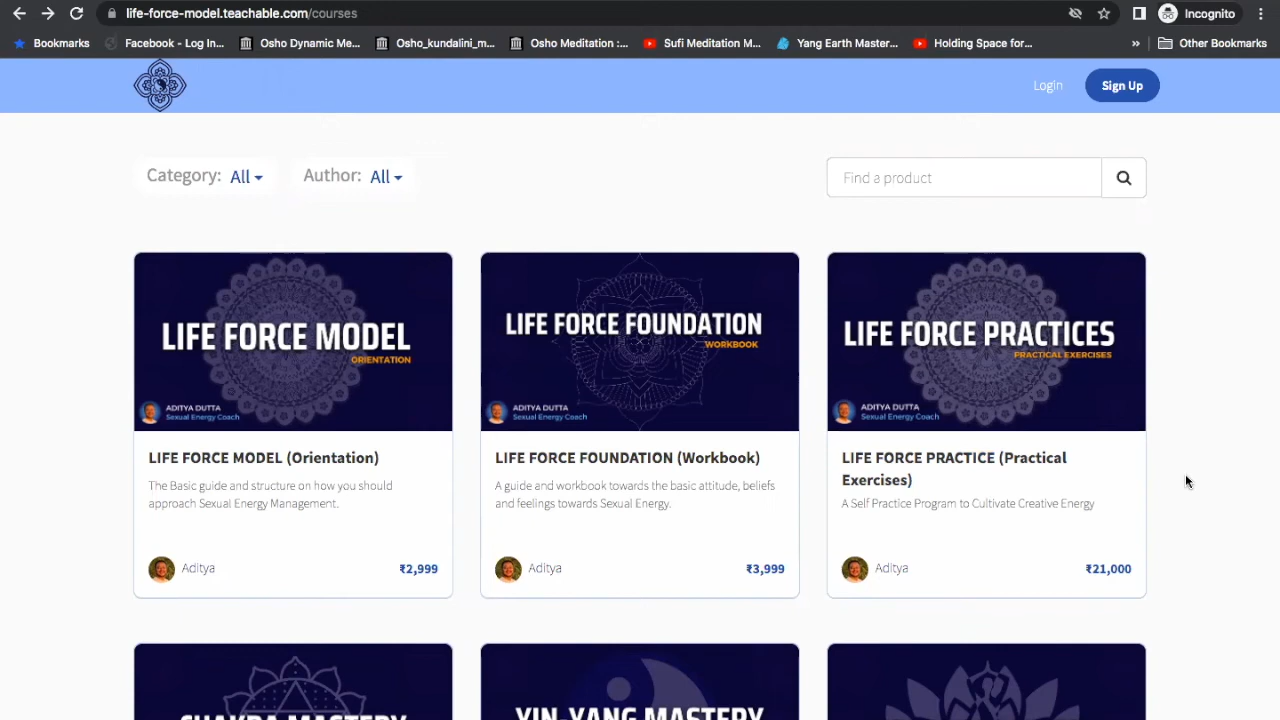 life-force-model.teachable.com/courses
Incognito
Bookmarks
Facebook - Log In...
Osho Dynamic Me...
Osho_kundalini_m...
Osho Meditation :...
Sufi Meditation M...
Yang Earth Master...
Holding Space for...
»
Other Bookmarks
Login
Sign Up
Category: All
Author: All
Find a product
LIFE FORCE MODEL
ORIENTATION
ADITYA DUTTA
Sexual Energy Coach
LIFE FORCE MODEL (Orientation)
The Basic guide and structure on how you should
approach Sexual Energy Management.
Aditya
₹2,999
LIFE FORCE FOUNDATION
WORKBOOK
ADITYA DUTTA
Sexual Energy Coach
LIFE FORCE FOUNDATION (Workbook)
A guide and workbook towards the basic attitude, beliefs
and feelings towards Sexual Energy.
Aditya
₹3,999
LIFE FORCE PRACTICES
PRACTICAL EXERCISES
ADITYA DUTTA
Sexual Energy Coach
LIFE FORCE PRACTICE (Practical
Exercises)
A Self Practice Program to Cultivate Creative Energy
Aditya
₹21,000
CHAKRA MASTERY
YIN-YANG MASTERY